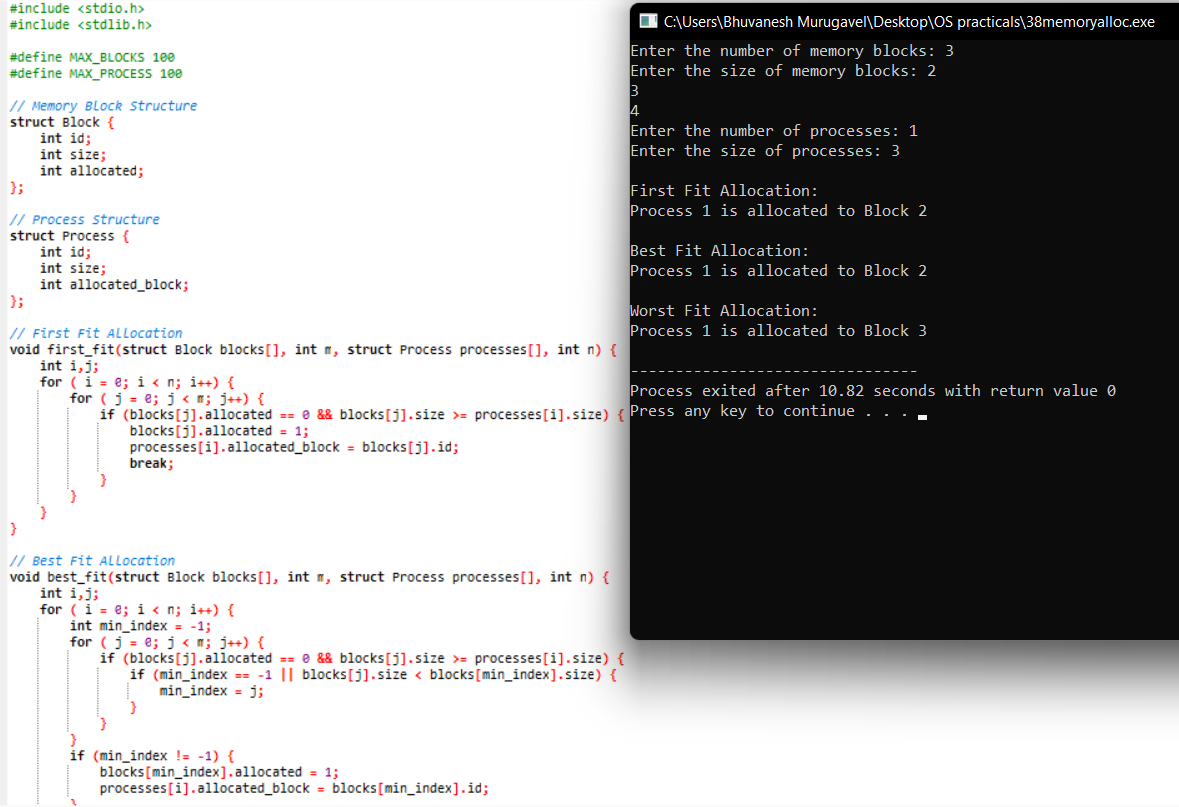 #include <stdio.h>
#include <stdlib.h>

#define MAX_BLOCKS 100
#define MAX_PROCESS 100

// Memory Block Structure
struct Block {
    int id;
    int size;
    int allocated;
};

// Process Structure
struct Process {
    int id;
    int size;
    int allocated_block;
};

// First Fit Allocation
void first_fit(struct Block blocks[], int m, struct Process processes[], int n) {
    int i,j;
    for ( i = 0; i < n; i++) {
        for ( j = 0; j < m; j++) {
            if (blocks[j].allocated == 0 && blocks[j].size >= processes[i].size) {
                blocks[j].allocated = 1;
                processes[i].allocated_block = blocks[j].id;
                break;
            }
        }
    }
}

// Best Fit Allocation
void best_fit(struct Block blocks[], int m, struct Process processes[], int n) {
    int i,j;
    for ( i = 0; i < n; i++) {
        int min_index = -1;
        for ( j = 0; j < m; j++) {
            if (blocks[j].allocated == 0 && blocks[j].size >= processes[i].size) {
                if (min_index == -1 || blocks[j].size < blocks[min_index].size) {
                    min_index = j;
                }
            }
        }
        if (min_index != -1) {
            blocks[min_index].allocated = 1;
            processes[i].allocated_block = blocks[min_index].id;
        }
C:\Users\Bhuvanesh Murugavel\Desktop\OS practicals\38memoryalloc.exe
Enter the number of memory blocks: 3
Enter the size of memory blocks: 2
3
4
Enter the number of processes: 1
Enter the size of processes: 3

First Fit Allocation:
Process 1 is allocated to Block 2

Best Fit Allocation:
Process 1 is allocated to Block 2

Worst Fit Allocation:
Process 1 is allocated to Block 3

--------------------------------
Process exited after 10.82 seconds with return value 0
Press any key to continue . . .